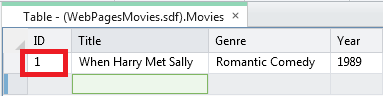 Table - (WebPagesMovies.sdf).Movies ×
ID Title Genre Year
1 When Harry Met Sally Romantic Comedy 1989